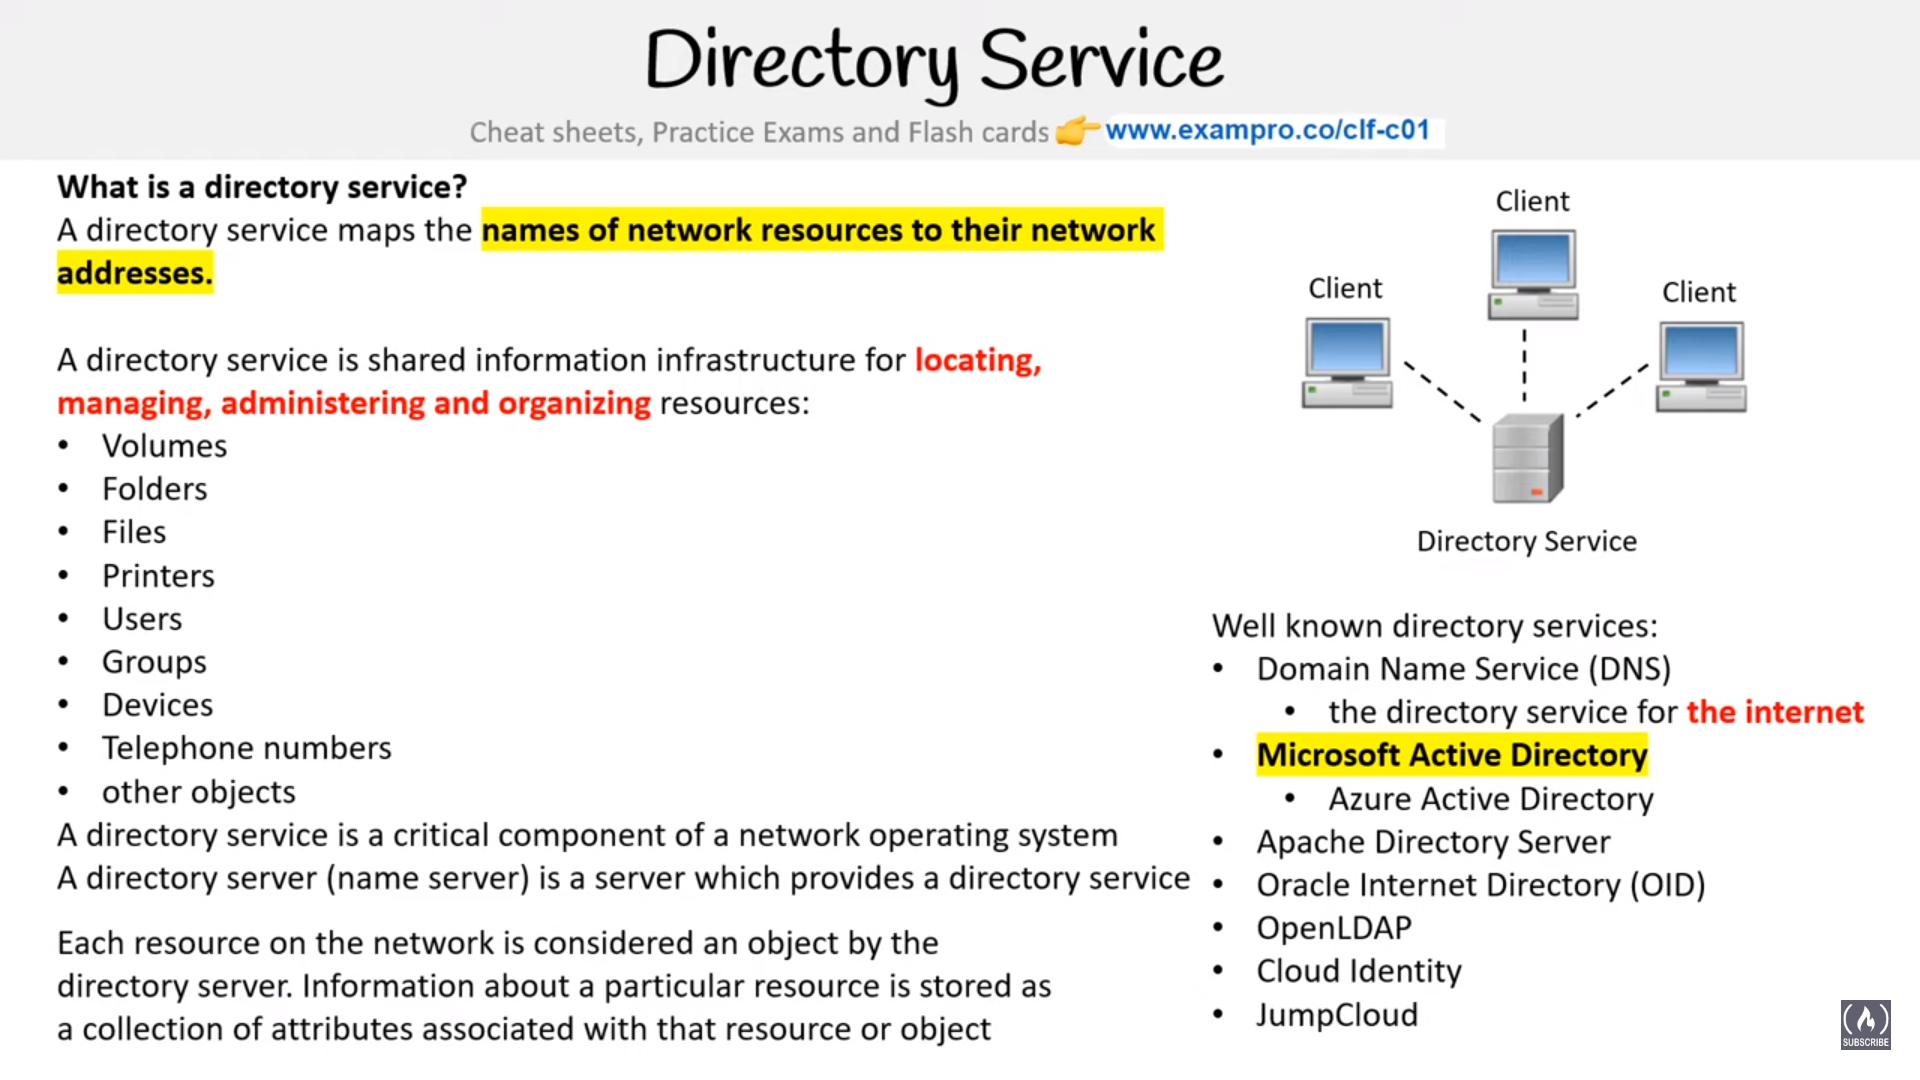 Directory Service
Cheat sheets, Practice Exams and Flash cards 👉 www.exampro.co/clf-c01
What is a directory service?
A directory service maps the names of network resources to their network
addresses.
A directory service is shared information infrastructure for locating,
managing, administering and organizing resources:
• Volumes
• Folders
• Files
• Printers
• Users
• Groups
• Devices
• Telephone numbers
• other objects
A directory service is a critical component of a network operating system
A directory server (name server) is a server which provides a directory service
Each resource on the network is considered an object by the
directory server. Information about a particular resource is stored as
a collection of attributes associated with that resource or object
Client
Client
Client
Directory Service
Well known directory services:
• Domain Name Service (DNS)
• the directory service for the internet
• Microsoft Active Directory
• Azure Active Directory
• Apache Directory Server
• Oracle Internet Directory (OID)
• OpenLDAP
• Cloud Identity
• JumpCloud
SUBSCRIBE